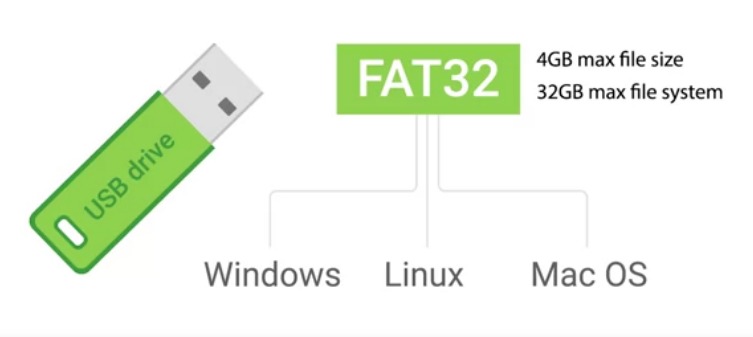 USB drive
FAT32
4GB max file size
32GB max file system
Windows
Linux
Mac OS